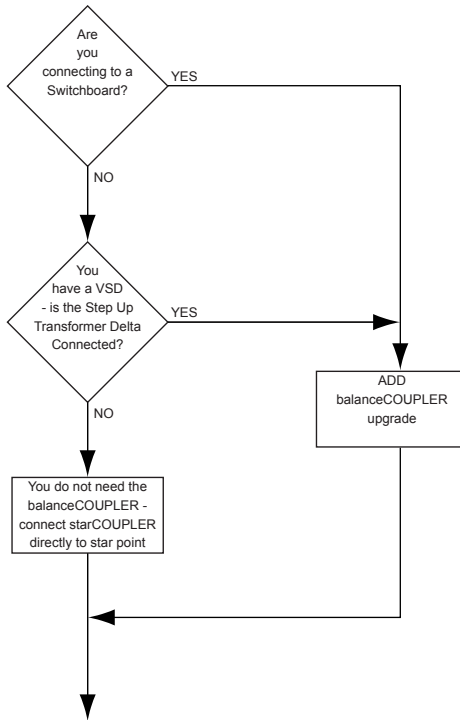 Are
you
connecting to a
Switchboard?
YES
NO
You
have a VSD
- is the Step Up
Transformer Delta
Connected?
YES
NO
ADD
balanceCOUPLER
upgrade
You do not need the
balanceCOUPLER -
connect starCOUPLER
directly to star point